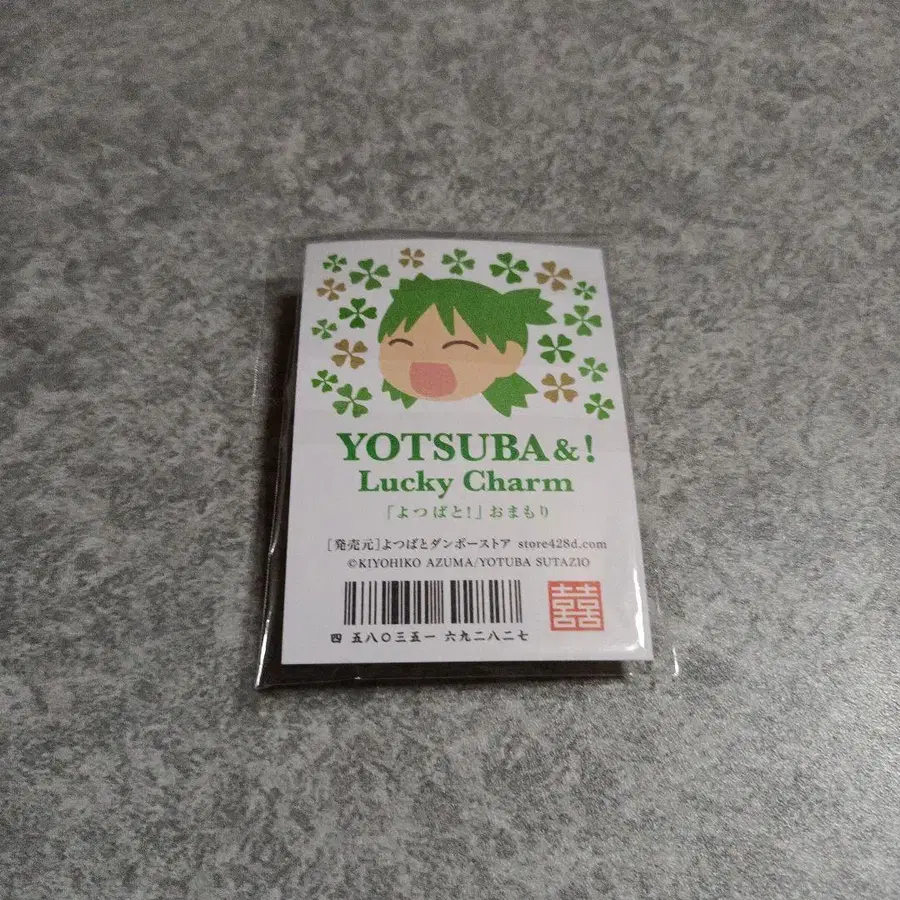 YOTSUBA&!
Lucky Charm
「よつばと!」おまもり
[発売元]よつばとダンボーストア store428d.com
©KIYOHIKO AZUMA/YOTUBA SUTAZIO
四 五八〇三五一 六九二八二七
囍